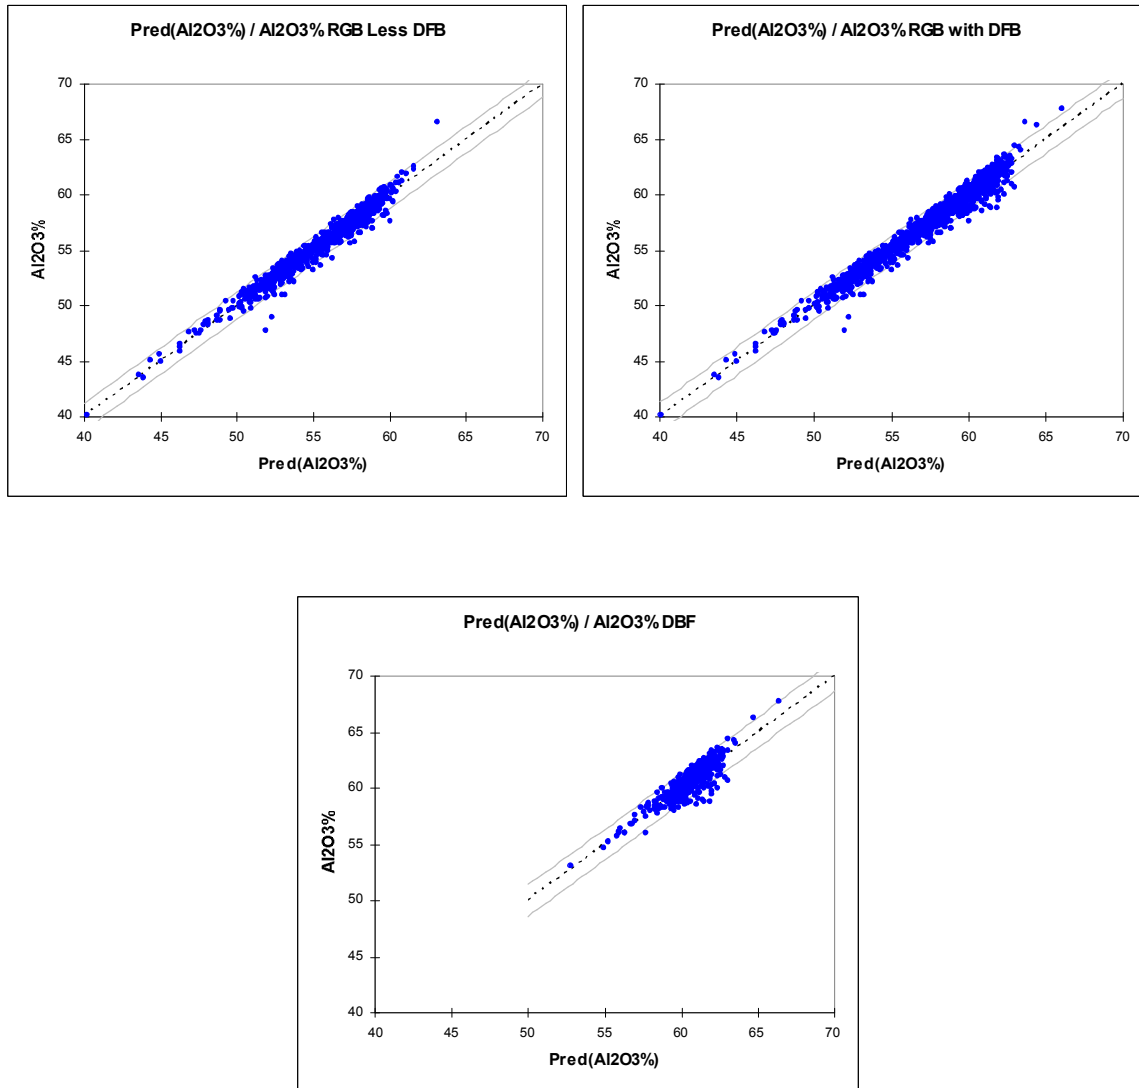 Pred(Al2O3%) / Al2O3% RGB Less DFB
70
65
60
55
50
45
40
Al2O3%
40 45 50 55 60 65 70
Pred(Al2O3%)
Pred(Al2O3%) / Al2O3% RGB with DFB
70
65
60
55
50
45
40
Al2O3%
40 45 50 55 60 65 70
Pred(Al2O3%)
Pred(Al2O3%) / Al2O3% DBF
70
65
60
55
50
45
40
Al2O3%
40 45 50 55 60 65 70
Pred(Al2O3%)